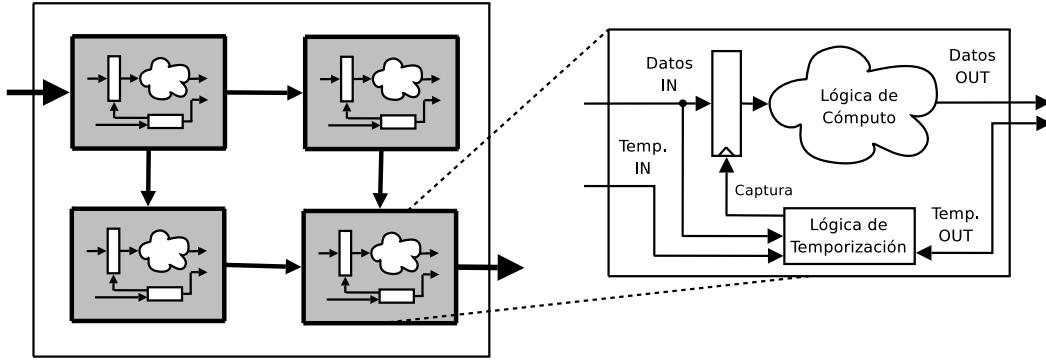 Datos
IN
Datos
OUT
Lógica de
Cómputo
Temp.
IN
Captura
Lógica de
Temporización
Temp.
OUT